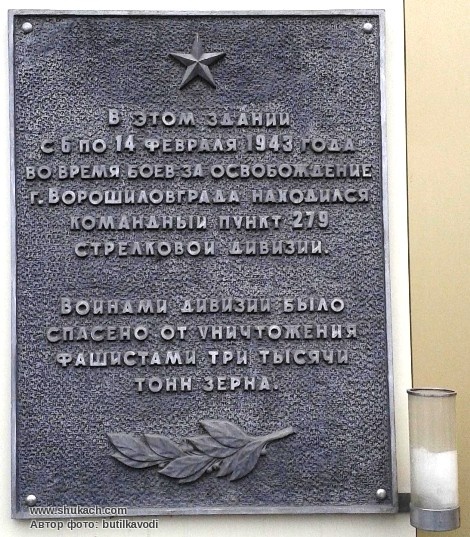 В ЭТОМ ЗДАНИИ
С 6 ПО 14 ФЕВРАЛЯ 1943 ГОДА
ВО ВРЕМЯ БОЕВ ЗА ОСВОБОЖДЕНИЕ
Г. ВОРОШИЛОВГРАДА НАХОДИЛСЯ
КОМАНДНЫЙ ПУНКТ 279
СТРЕЛКОВОЙ ДИВИЗИИ.
ВОИНАМИ ДИВИЗИИ БЫЛО
СПАСЕНО ОТ УНИЧТОЖЕНИЯ
ФАШИСТАМИ ТРИ ТЫСЯЧИ
ТОНН ЗЕРНА.
www.shukach.com
Автор фото: butilkavodi